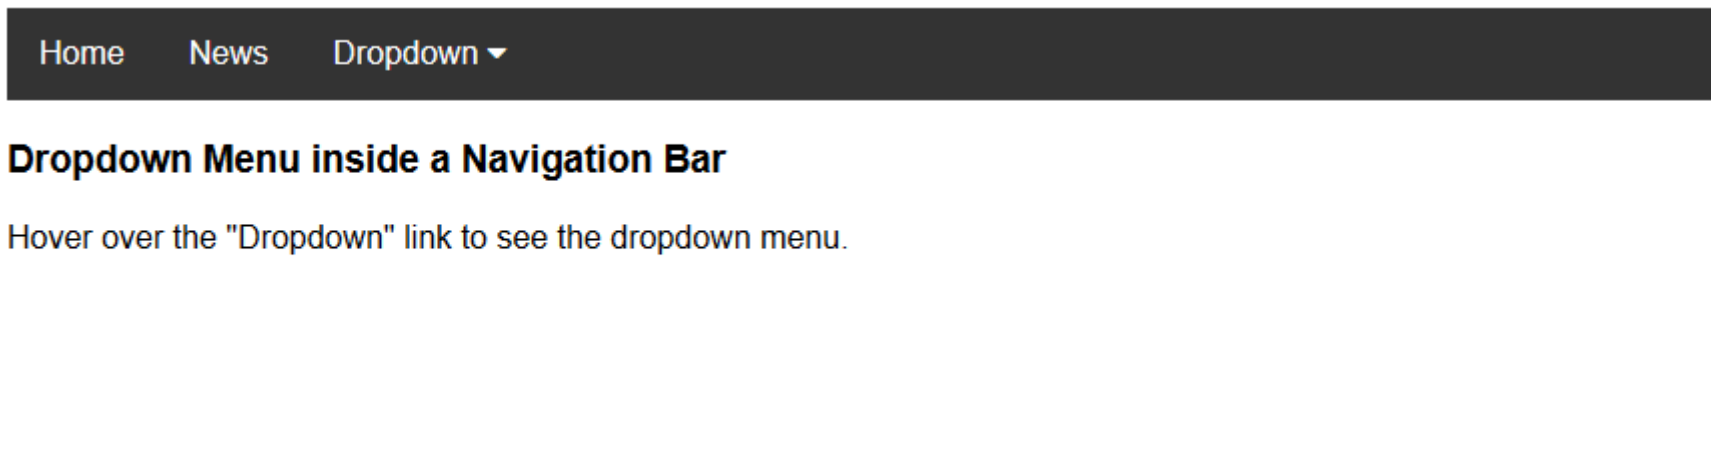 Home News Dropdown
Dropdown Menu inside a Navigation Bar
Hover over the "Dropdown" link to see the dropdown menu.